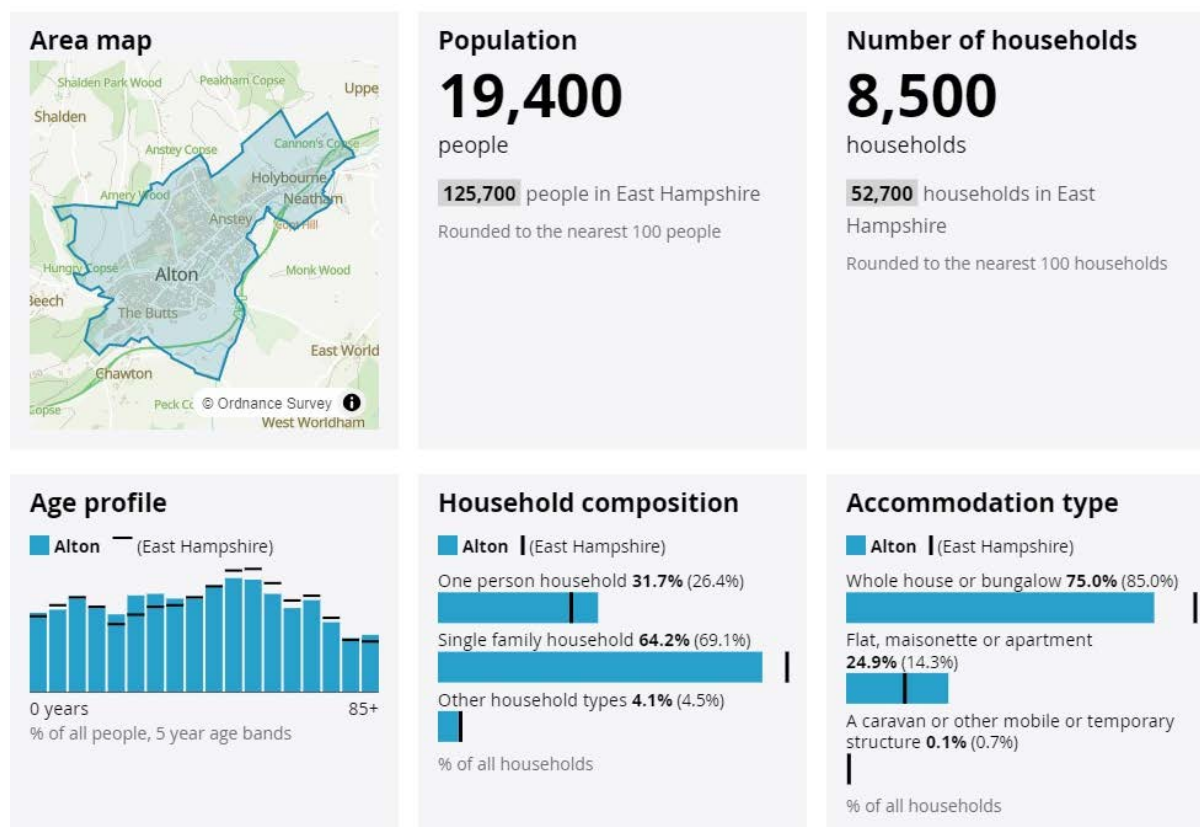 Area map
Shalden Park Wood
Peakham Copse
Uppe
Shalden
Anstey Copse
Cannon's Copse
Holybourne
Amery Wood
Neatham
Anstey
Copt Hill
Hungry Copse
Alton
Monk Wood
Beech
The Butts
East World
Chawton
Copse
Peck Co
© Ordnance Survey
West Worldham
Population
19,400
people
125,700 people in East Hampshire
Rounded to the nearest 100 people
Number of households
8,500
households
52,700 households in East
Hampshire
Rounded to the nearest 100 households
Age profile
Alton (East Hampshire)
0 years 85+
% of all people, 5 year age bands
Household composition
Alton (East Hampshire)
One person household 31.7% (26.4%)
Single family household 64.2% (69.1%)
Other household types 4.1% (4.5%)
% of all households
Accommodation type
Alton (East Hampshire)
Whole house or bungalow 75.0% (85.0%)
Flat, maisonette or apartment
24.9% (14.3%)
A caravan or other mobile or temporary
structure 0.1% (0.7%)
% of all households